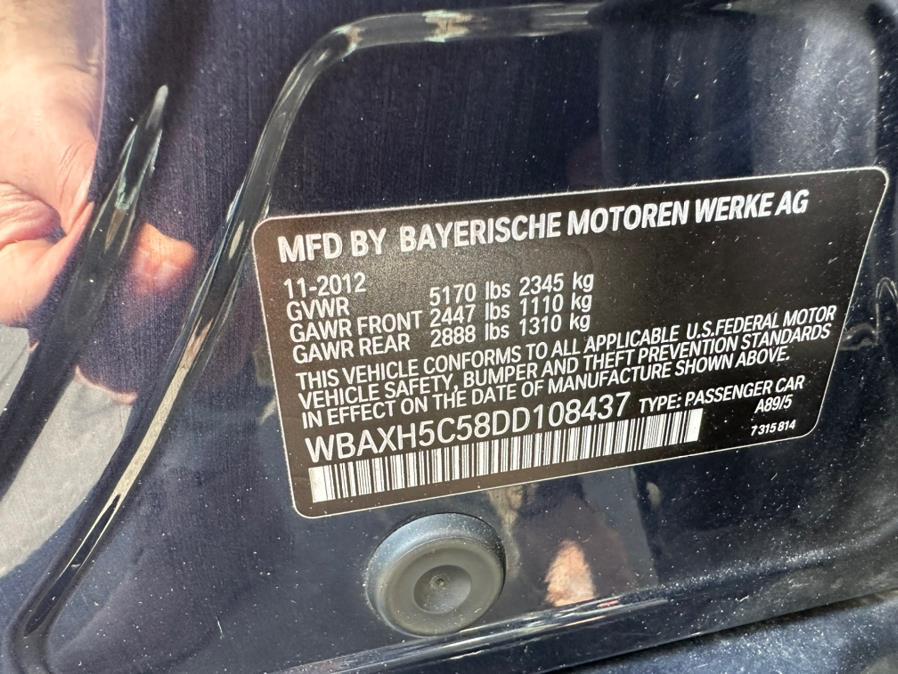 MFD BY BAYERISCHE MOTOREN WERKE AG
11-2012
GVWR 5170 lbs 2345 kg
GAWR FRONT 2447 lbs 1110 kg
GAWR REAR 2888 lbs 1310 kg
THIS VEHICLE CONFORMS TO ALL APPLICABLE U.S.FEDERAL MOTOR
VEHICLE SAFETY, BUMPER AND THEFT PREVENTION STANDARDS
IN EFFECT ON THE DATE OF MANUFACTURE SHOWN ABOVE.
WBAXH5C58DD108437 TYPE: PASSENGER CAR
A89/5
7 315 814